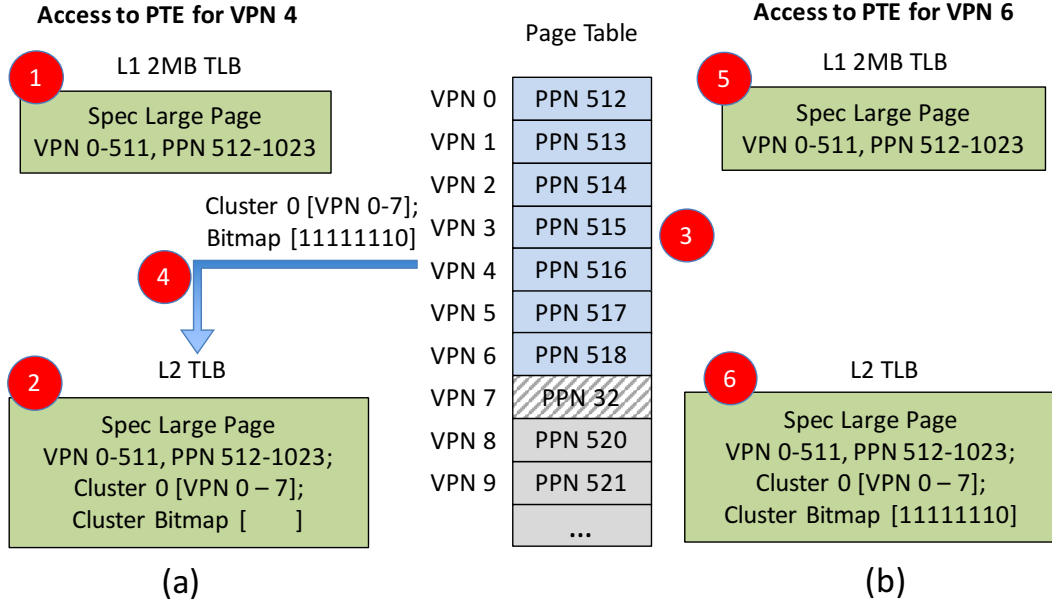 Access to PTE for VPN 4
1
L1 2MB TLB
Spec Large Page
VPN 0-511, PPN 512-1023
Cluster 0 [VPN 0-7];
Bitmap [11111110]
4
2
L2 TLB
Spec Large Page
VPN 0-511, PPN 512-1023;
Cluster 0 [VPN 0 – 7];
Cluster Bitmap [ ]
(a)
Page Table
VPN 0 PPN 512
VPN 1 PPN 513
VPN 2 PPN 514
VPN 3 PPN 515
VPN 4 PPN 516
VPN 5 PPN 517
VPN 6 PPN 518
VPN 7 PPN 32
VPN 8 PPN 520
VPN 9 PPN 521
...
3
Access to PTE for VPN 6
5
L1 2MB TLB
Spec Large Page
VPN 0-511, PPN 512-1023
6
L2 TLB
Spec Large Page
VPN 0-511, PPN 512-1023;
Cluster 0 [VPN 0 – 7];
Cluster Bitmap [11111110]
(b)